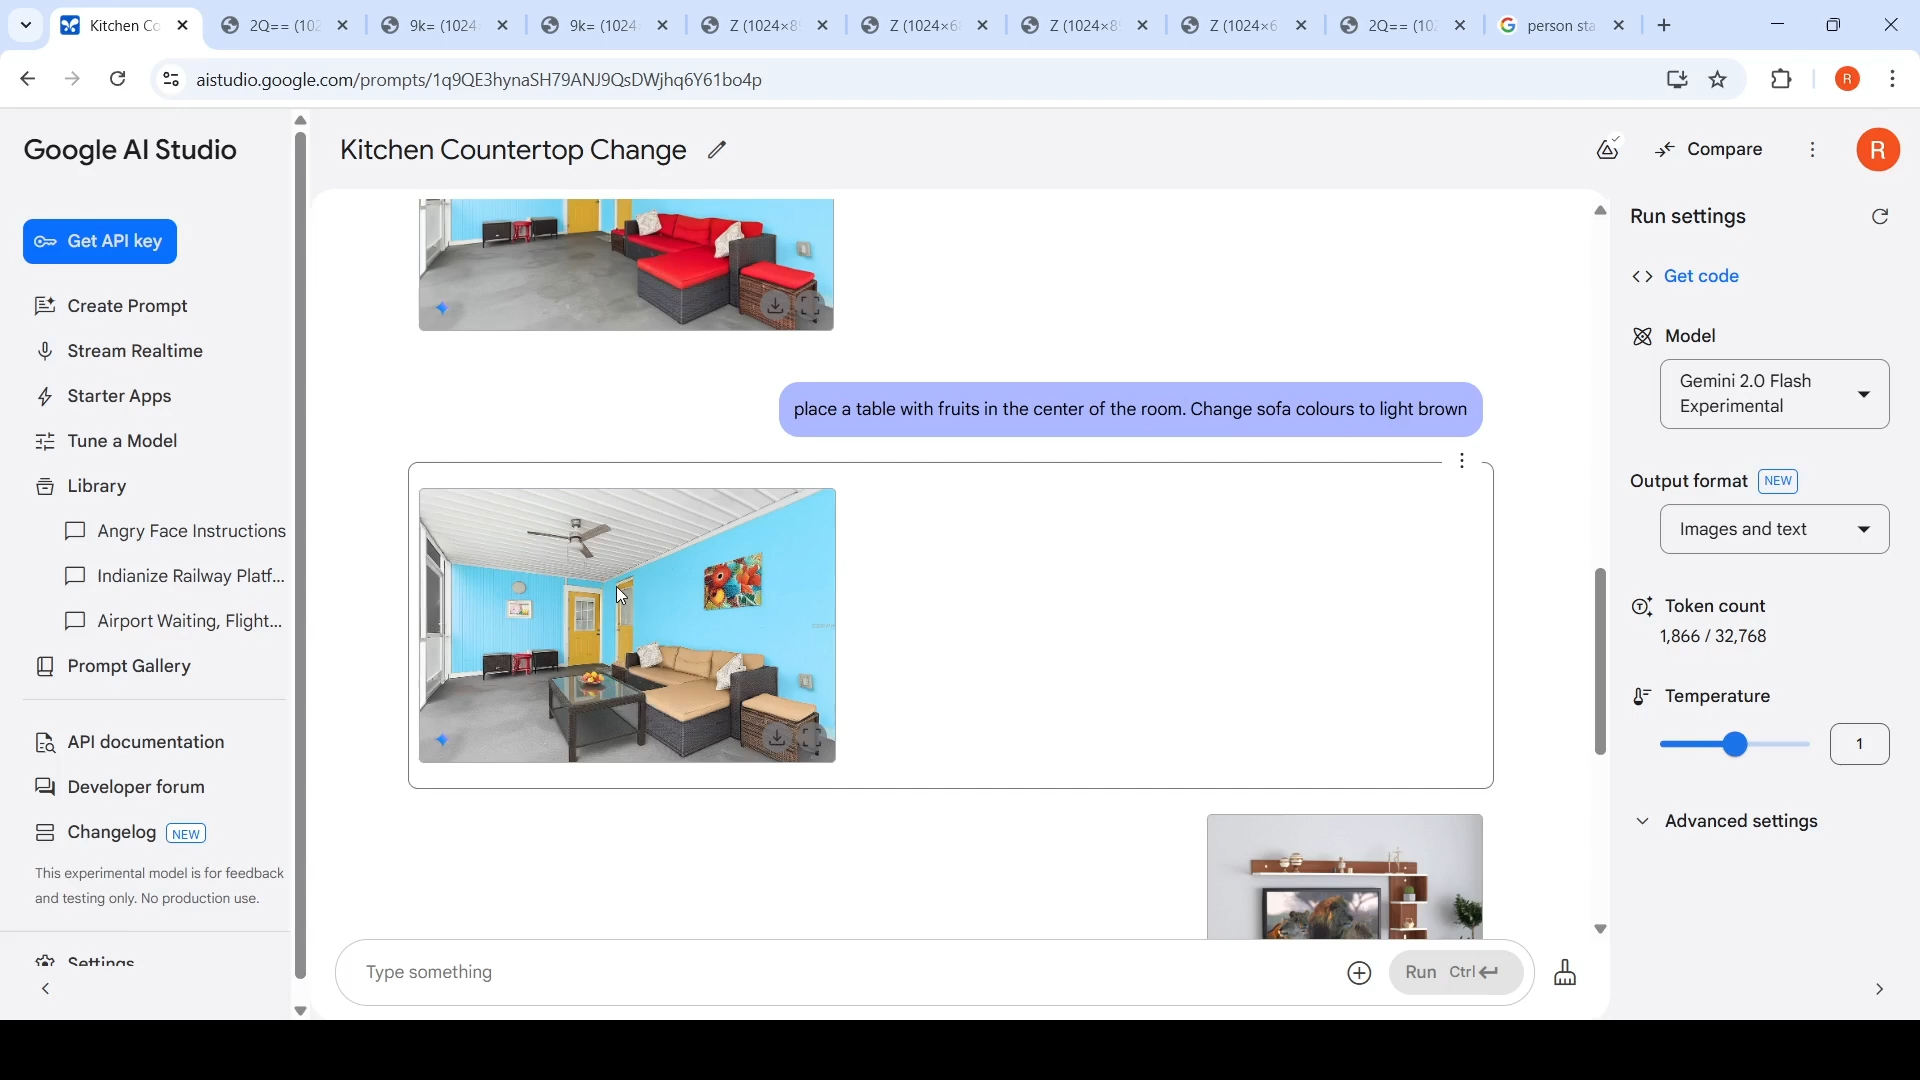 Kitchen Co
2Q== (102
9k= (1024
9k= (1024
Z (1024×8
Z (1024×6
Z (1024×8
Z (1024×6
2Q== (102
person sta
aistudio.google.com/prompts/1q9QE3hynaSH79ANJ9QsDWjhq6Y61bo4p
R
Google AI Studio
Kitchen Countertop Change
Compare
R
Get API key
Create Prompt
Stream Realtime
Starter Apps
Tune a Model
Library
Angry Face Instructions
Indianize Railway Platf...
Airport Waiting, Flight...
Prompt Gallery
API documentation
Developer forum
Changelog NEW
This experimental model is for feedback
and testing only. No production use.
Settings
place a table with fruits in the center of the room. Change sofa colours to light brown
Type something
Run Ctrl
Run settings
Get code
Model
Gemini 2.0 Flash
Experimental
Output format NEW
Images and text
Token count
1,866 / 32,768
Temperature
1
Advanced settings